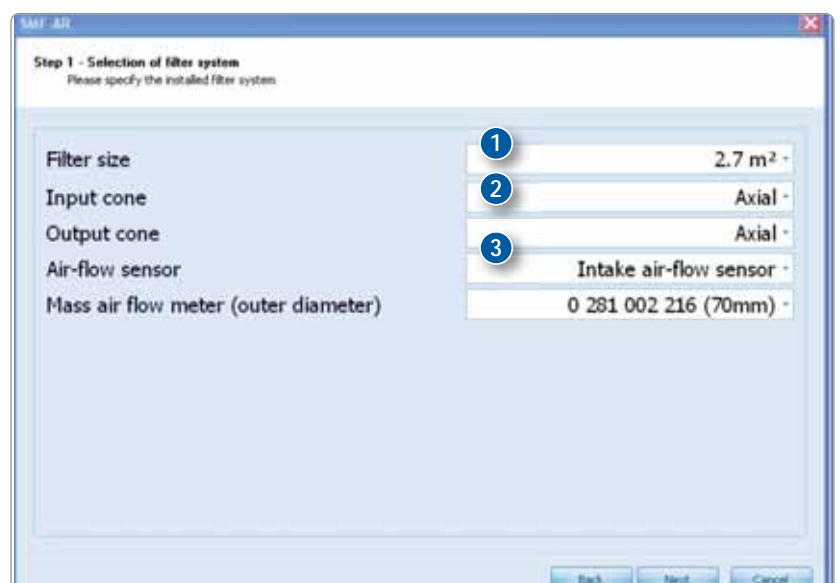 SMF-AR
Step 1 - Selection of filter system
Please specify the installed filter system
Filter size 1 2.7 m²
Input cone 2 Axial
Output cone Axial
3
Air-flow sensor Intake air-flow sensor
Mass air flow meter (outer diameter) 0 281 002 216 (70mm)
Back Next Cancel